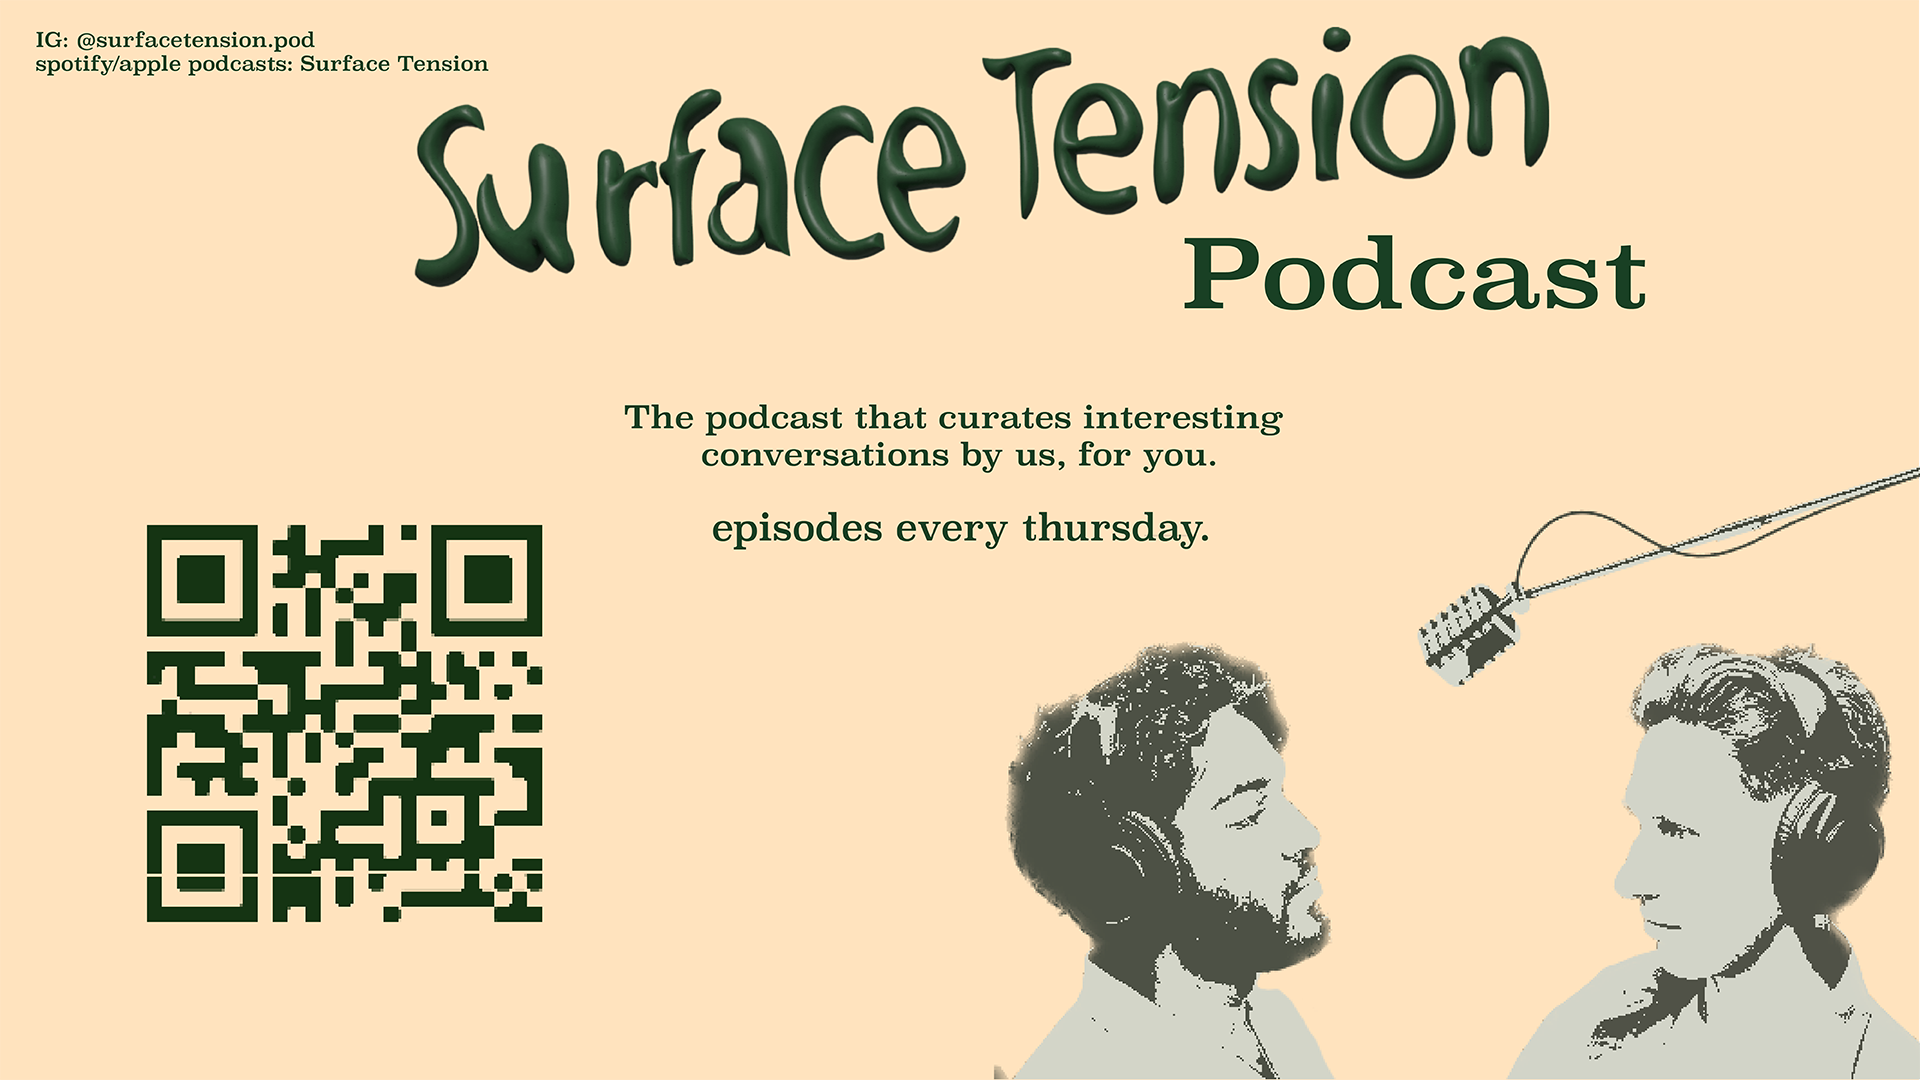 IG: @surfacetension.pod
spotify/apple podcasts: Surface Tension
Surface Tension
Podcast
The podcast that curates interesting
conversations by us, for you.
episodes every thursday.